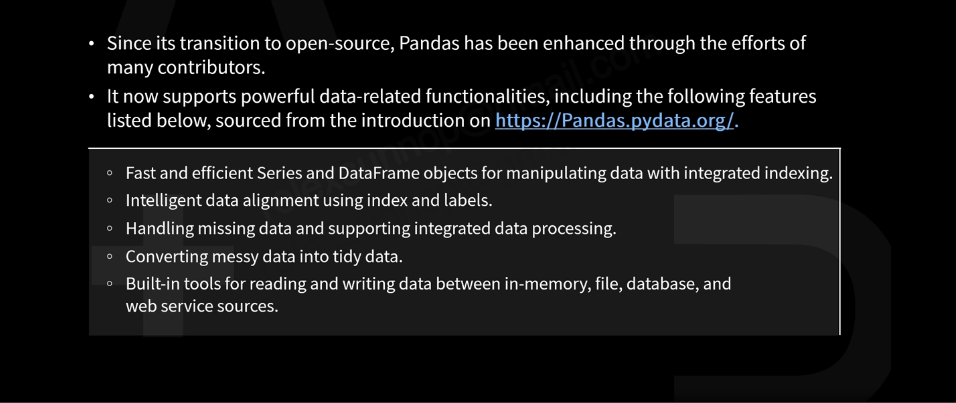 • Since its transition to open-source, Pandas has been enhanced through the efforts of
many contributors.
• It now supports powerful data-related functionalities, including the following features
listed below, sourced from the introduction on https://Pandas.pydata.org/.
◦ Fast and efficient Series and DataFrame objects for manipulating data with integrated indexing.
◦ Intelligent data alignment using index and labels.
◦ Handling missing data and supporting integrated data processing.
◦ Converting messy data into tidy data.
◦ Built-in tools for reading and writing data between in-memory, file, database, and
web service sources.